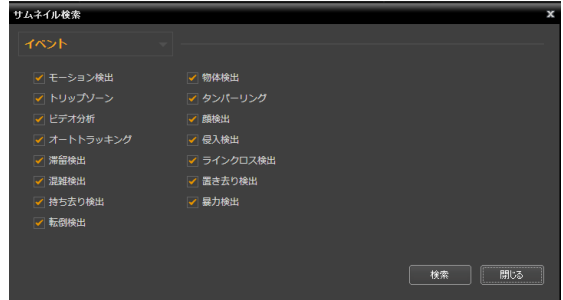 サムネイル検索 x
イベント
モーション検出 物体検出
トリップゾーン タンパーリング
ビデオ分析 顔検出
オートトラッキング 侵入検出
滞留検出 ラインクロス検出
混雑検出 置き去り検出
持ち去り検出 暴力検出
転倒検出
検索 閉じる